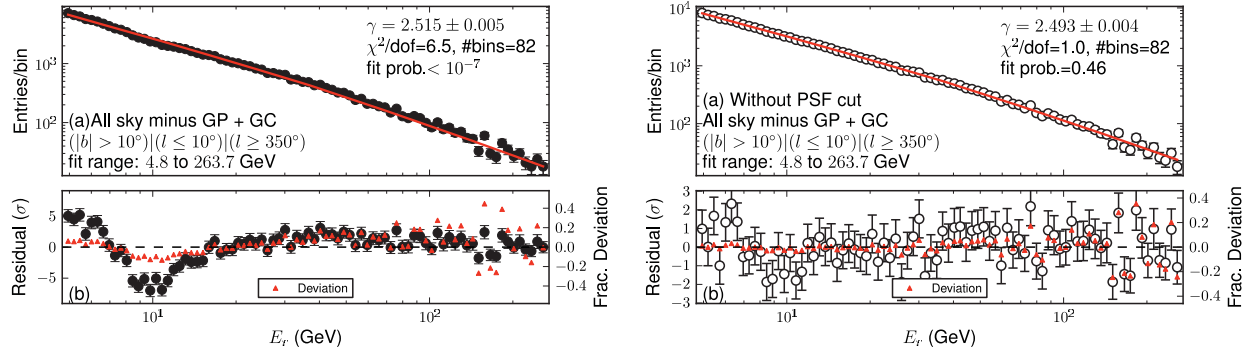 γ = 2.515 ± 0.005
χ²/dof=6.5, #bins=82
fit prob.< 10⁻⁷
(a)All sky minus GP + GC
(|b| > 10°)|(l ≤ 10°)|(l ≥ 350°)
fit range: 4.8 to 263.7 GeV
Entries/bin
10³
10²
Residual (σ)
5
0
−5
(b)
Deviation
0.4
0.2
0.0
−0.2
−0.4
Frac. Deviation
10¹
10²
E_r (GeV)
γ = 2.493 ± 0.004
χ²/dof=1.0, #bins=82
fit prob.=0.46
(a) Without PSF cut
All sky minus GP + GC
(|b| > 10°)|(l ≤ 10°)|(l ≥ 350°)
fit range: 4.8 to 263.7 GeV
Entries/bin
10⁴
10³
10²
Residual (σ)
3
2
1
0
−1
−2
−3
(b)
Deviation
0.4
0.2
0.0
−0.2
−0.4
Frac. Deviation
10¹
10²
E_r (GeV)